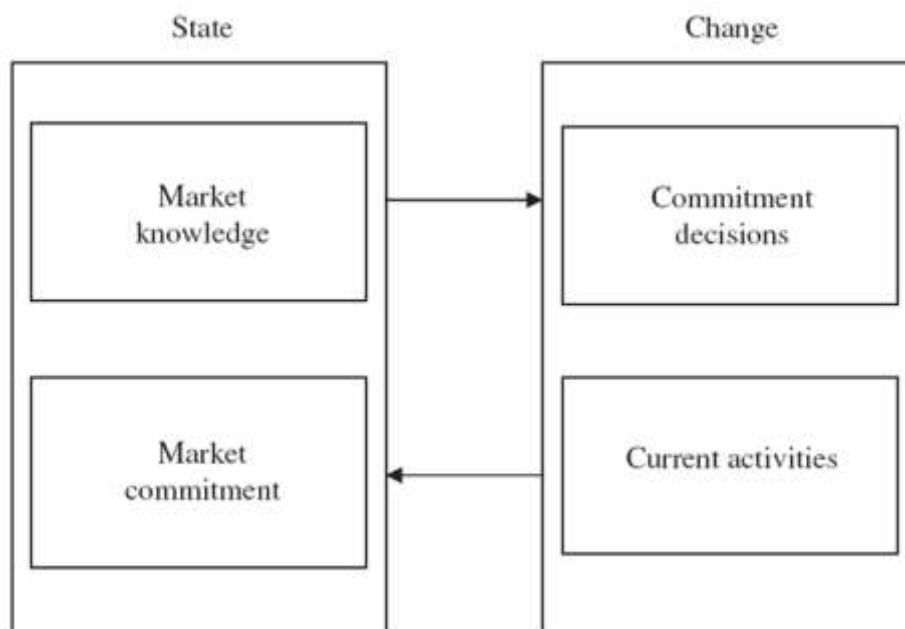 State
Change
Market
knowledge
Commitment
decisions
Market
commitment
Current activities